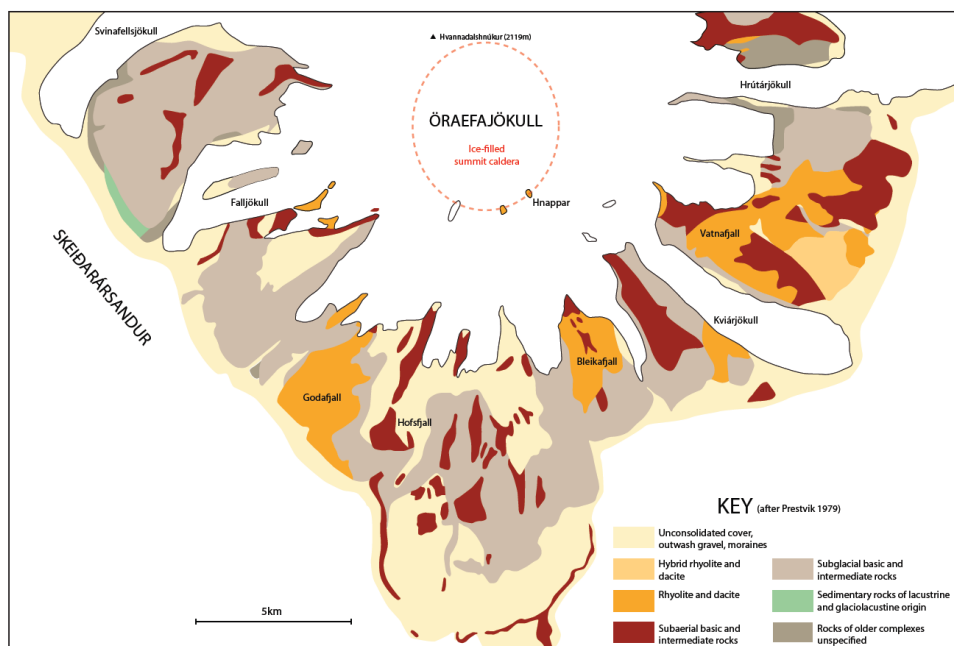 Svinafellsjökull
Hvannadalshnúkur (2119m)
Hrútárjökull
ÖRAEFAJÖKULL
Ice-filled
summit caldera
Falljökull
Hnappar
Vatnafjall
SKEIÐARÁRSANDUR
Kviárjökull
Bleikafjall
Godafjall
Hofsfjall
KEY (after Prestvik 1979)
Unconsolidated cover,
outwash gravel, moraines
Hybrid rhyolite and
dacite
Rhyolite and dacite
Subaerial basic and
intermediate rocks
Subglacial basic and
intermediate rocks
Sedimentary rocks of lacustrine
and glaciolacustine origin
Rocks of older complexes
unspecified
5km